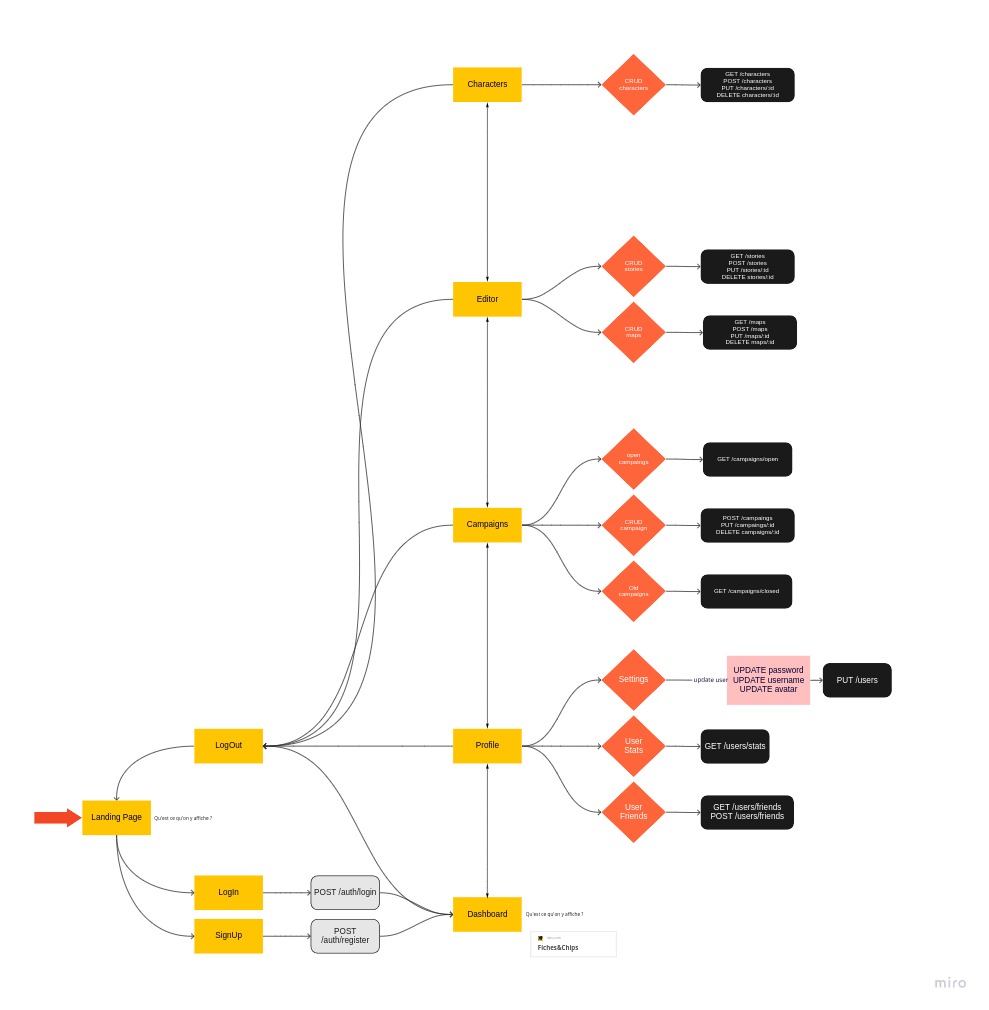 Characters
CRUD
characters
GET /characters
POST /characters
PUT /characters/:id
DELETE characters/:id
Editor
CRUD
stories
GET /stories
POST /stories
PUT /stories/:id
DELETE stories/:id
CRUD
maps
GET /maps
POST /maps
PUT /maps/:id
DELETE maps/:id
Campaigns
open
campaings
GET /campaigns/open
CRUD
campaign
POST /campaings
PUT /campaings/:id
DELETE campaigns/:id
Old
campaigns
GET /campaigns/closed
Profile
Settings
update user
UPDATE password
UPDATE username
UPDATE avatar
PUT /users
User
Stats
GET /users/stats
User
Friends
GET /users/friends
POST /users/friends
LogOut
Landing Page
Qu'est ce qu'on y affiche ?
LogIn
POST /auth/login
SignUp
POST
/auth/register
Dashboard
Qu'est ce qu'on y affiche ?
Fiches&Chips
miro